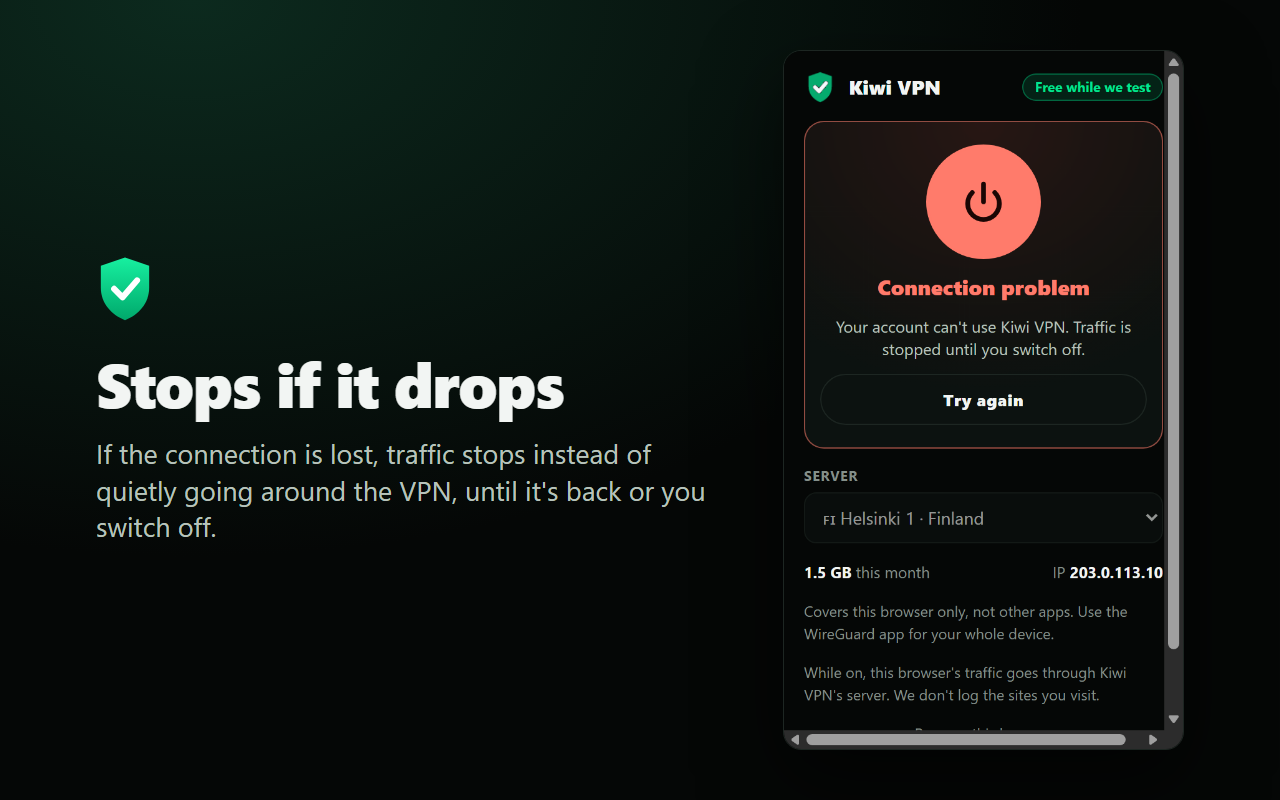 Stops if it drops
If the connection is lost, traffic stops instead of
quietly going around the VPN, until it's back or you
switch off.
Kiwi VPN
Free while we test
Connection problem
Your account can't use Kiwi VPN. Traffic is
stopped until you switch off.
Try again
SERVER
FI Helsinki 1 · Finland
1.5 GB this month
IP 203.0.113.10
Covers this browser only, not other apps. Use the
WireGuard app for your whole device.
While on, this browser's traffic goes through Kiwi
VPN's server. We don't log the sites you visit.